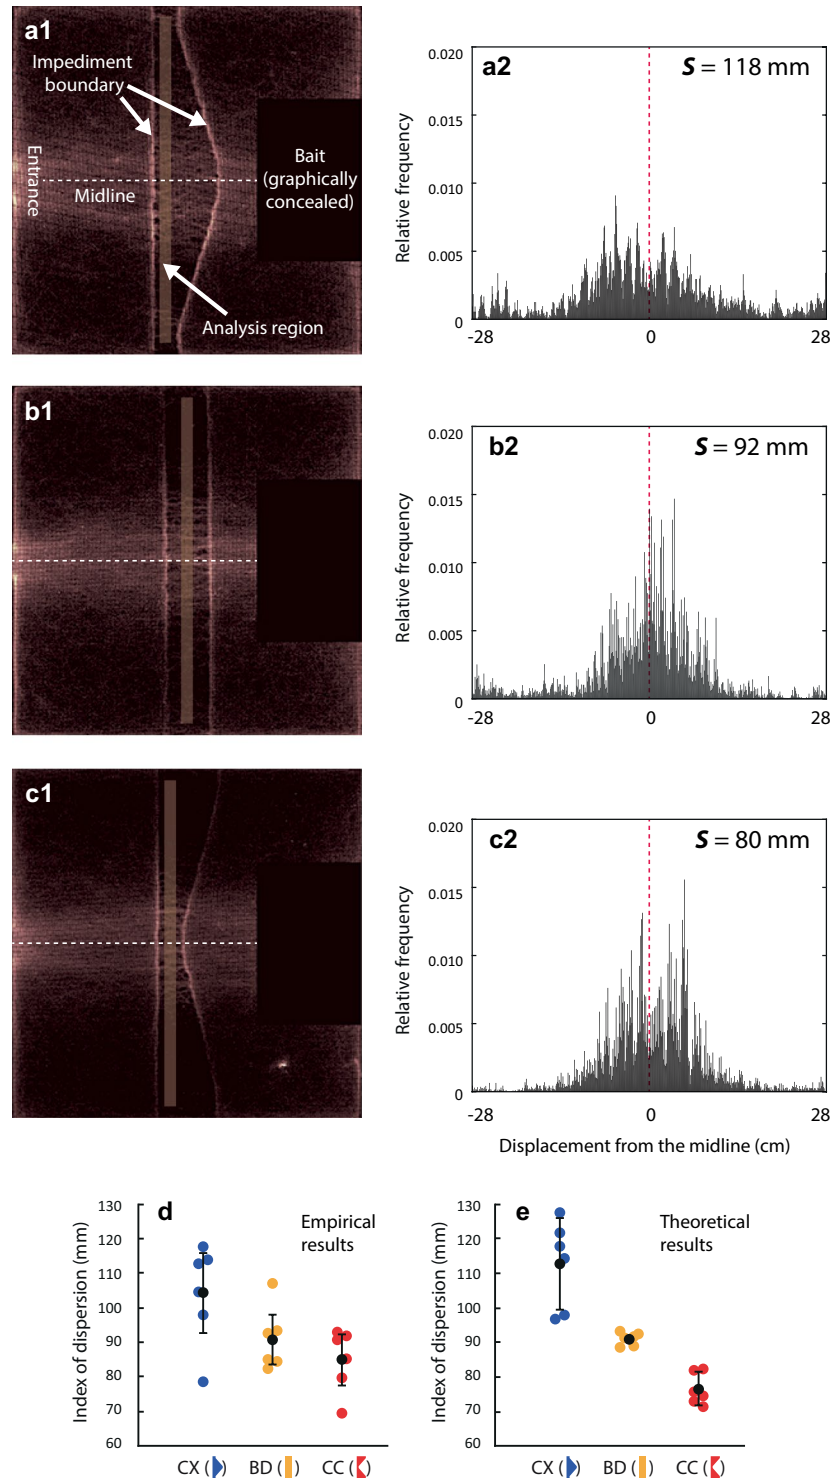 a1
Impediment
boundary
Entrance
Midline
Bait
(graphically
concealed)
Analysis region
a2
S = 118 mm
Relative frequency
0.020
0.015
0.010
0.005
0
-28
0
28
b1
b2
S = 92 mm
Relative frequency
0.020
0.015
0.010
0.005
0
-28
0
28
c1
c2
S = 80 mm
Relative frequency
0.020
0.015
0.010
0.005
0
-28
0
28
Displacement from the midline (cm)
d
Empirical
results
Index of dispersion (mm)
130
120
110
100
90
80
70
60
CX ( )
BD ( )
CC ( )
e
Theoretical
results
Index of dispersion (mm)
130
120
110
100
90
80
70
60
CX ( )
BD ( )
CC ( )